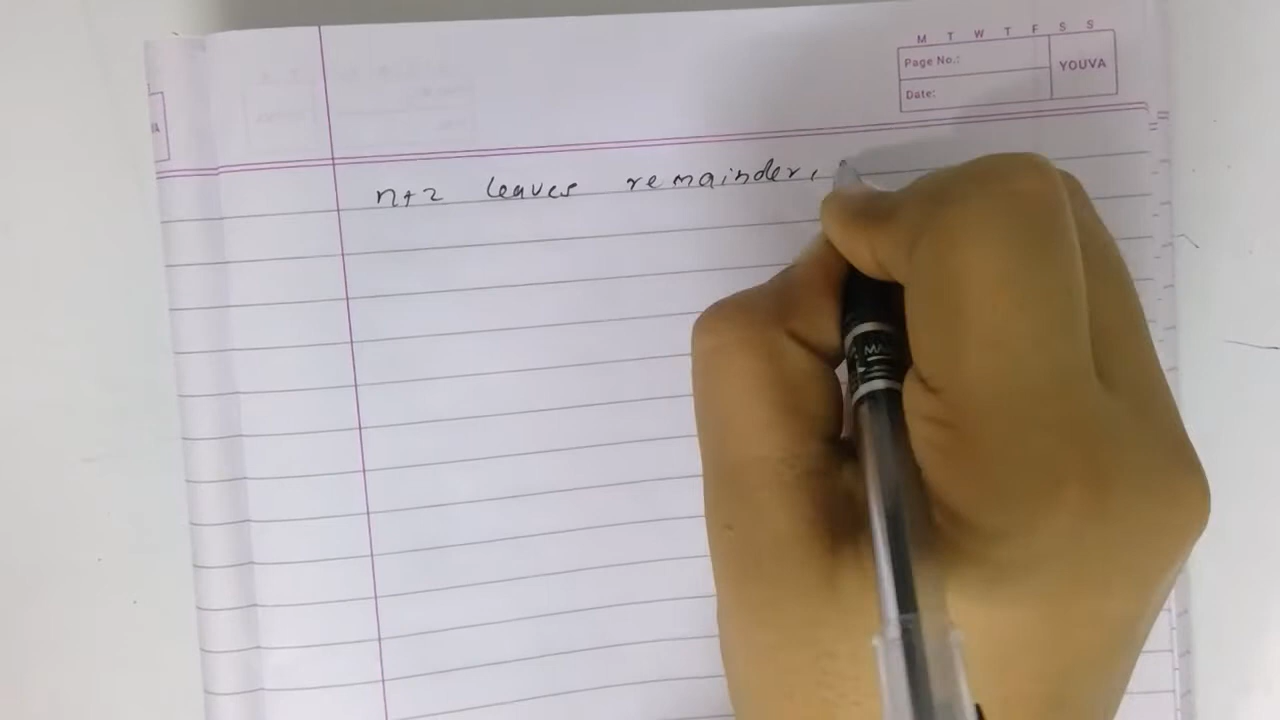 M T W T F S S
Page No.:
YOUVA
Date:
n+2 leaves remainder,